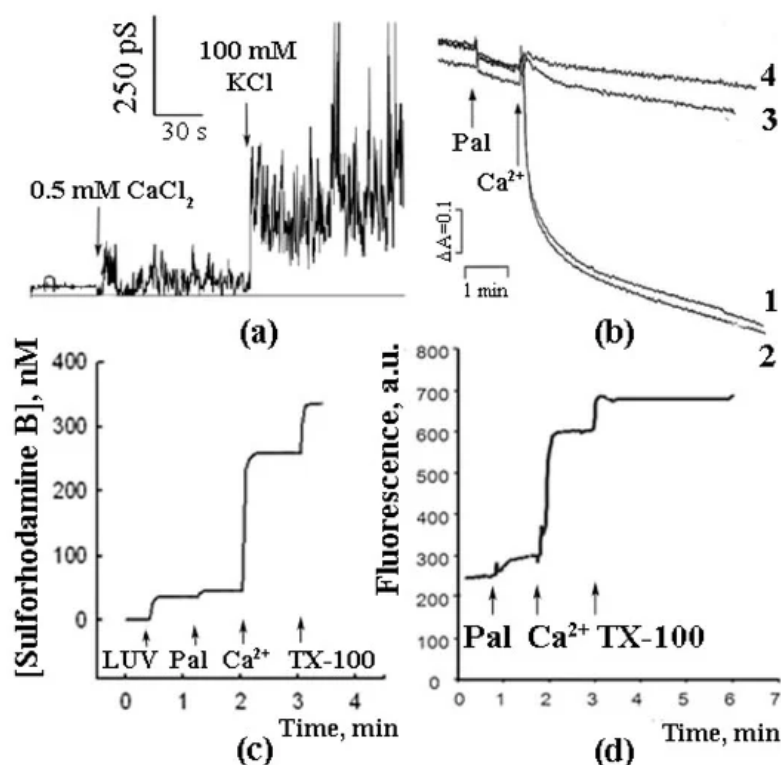 250 pS
30 s
100 mM
KCl
0.5 mM CaCl₂
(a)
Pal
Ca²⁺
ΔA=0.1
1 min
4
3
1
2
(b)
[Sulforhodamine B], nM
400
300
200
100
0
LUV Pal Ca²⁺ TX-100
0 1 2 3 4
Time, min
(c)
Fluorescence, a.u.
800
700
600
500
400
300
200
100
0
Pal Ca²⁺ TX-100
0 1 2 3 4 5 6 7
Time, min
(d)